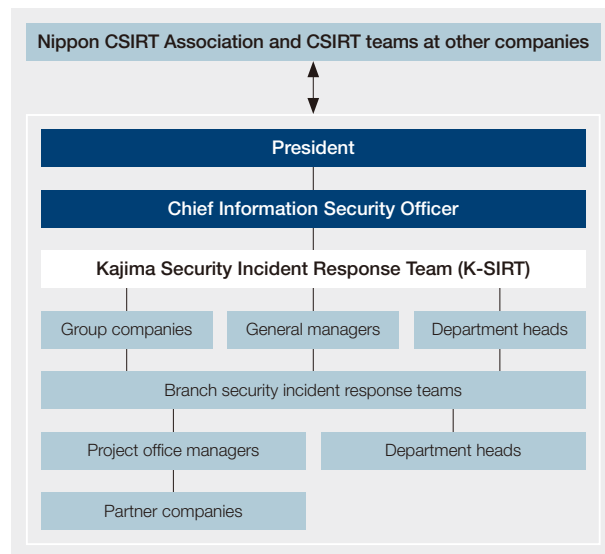 Nippon CSIRT Association and CSIRT teams at other companies
President
Chief Information Security Officer
Kajima Security Incident Response Team (K-SIRT)
Group companies
General managers
Department heads
Branch security incident response teams
Project office managers
Department heads
Partner companies